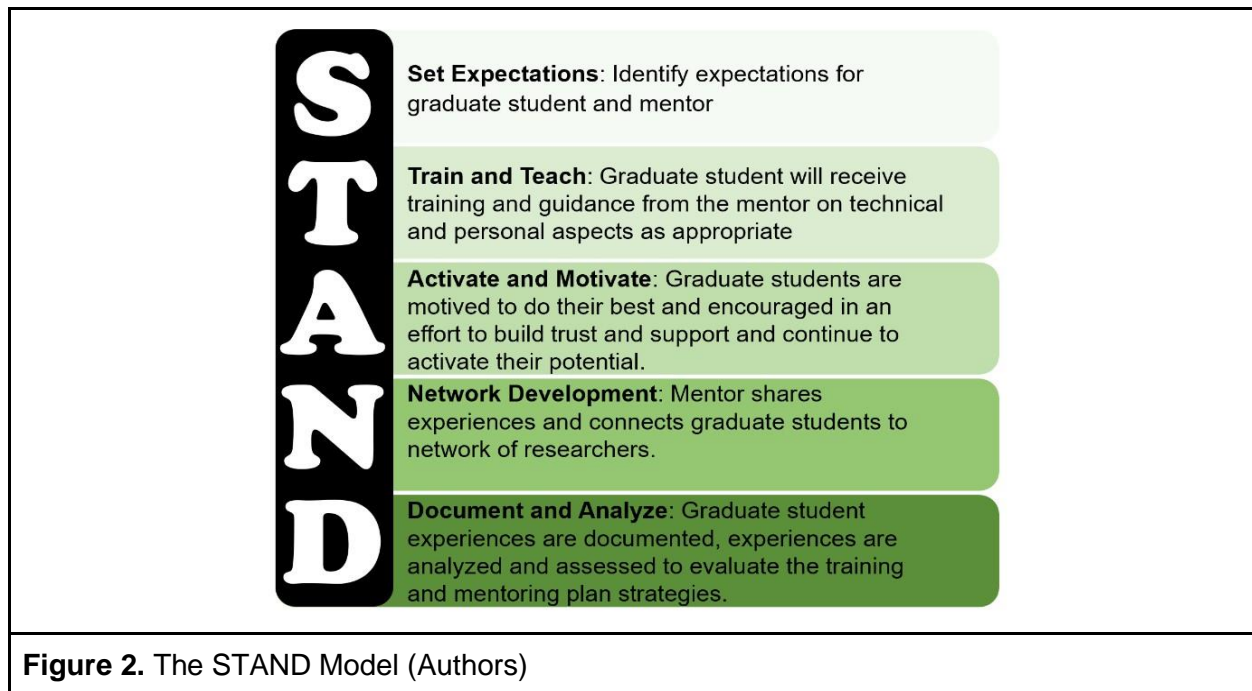 S
Set Expectations: Identify expectations for
graduate student and mentor
T
Train and Teach: Graduate student will receive
training and guidance from the mentor on technical
and personal aspects as appropriate
A
Activate and Motivate: Graduate students are
motived to do their best and encouraged in an
effort to build trust and support and continue to
activate their potential.
N
Network Development: Mentor shares
experiences and connects graduate students to
network of researchers.
D
Document and Analyze: Graduate student
experiences are documented, experiences are
analyzed and assessed to evaluate the training
and mentoring plan strategies.
Figure 2. The STAND Model (Authors)